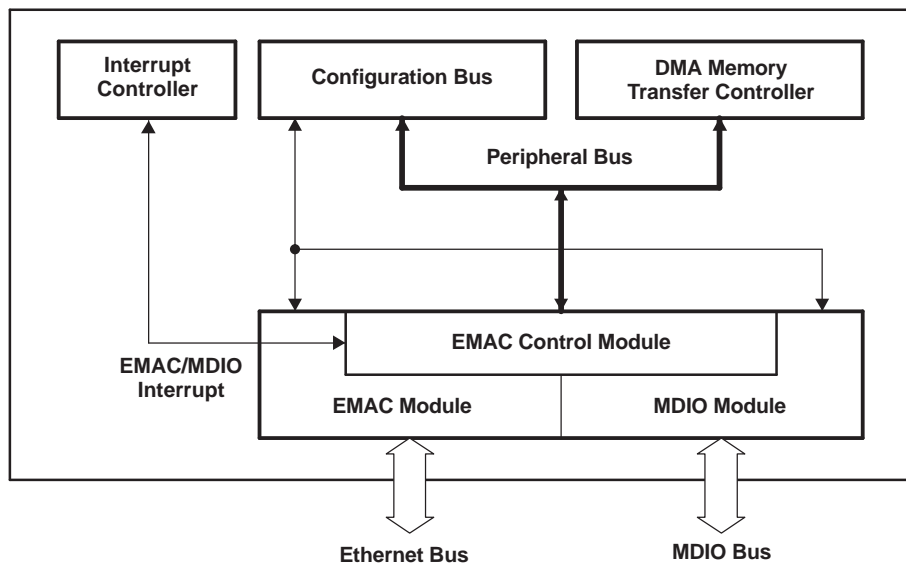 Interrupt
Controller
Configuration Bus
DMA Memory
Transfer Controller
Peripheral Bus
EMAC Control Module
EMAC/MDIO
Interrupt
EMAC Module
MDIO Module
Ethernet Bus
MDIO Bus